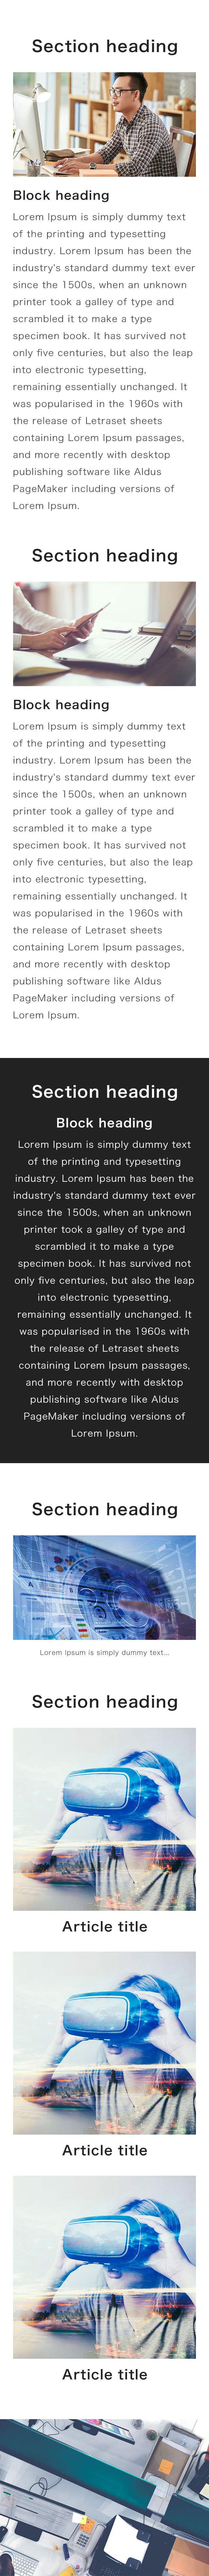 Section heading
Block heading
Lorem Ipsum is simply dummy text
of the printing and typesetting
industry. Lorem Ipsum has been the
industry's standard dummy text ever
since the 1500s, when an unknown
printer took a galley of type and
scrambled it to make a type
specimen book. It has survived not
only five centuries, but also the leap
into electronic typesetting,
remaining essentially unchanged. It
was popularised in the 1960s with
the release of Letraset sheets
containing Lorem Ipsum passages,
and more recently with desktop
publishing software like Aldus
PageMaker including versions of
Lorem Ipsum.
Section heading
Block heading
Lorem Ipsum is simply dummy text
of the printing and typesetting
industry. Lorem Ipsum has been the
industry's standard dummy text ever
since the 1500s, when an unknown
printer took a galley of type and
scrambled it to make a type
specimen book. It has survived not
only five centuries, but also the leap
into electronic typesetting,
remaining essentially unchanged. It
was popularised in the 1960s with
the release of Letraset sheets
containing Lorem Ipsum passages,
and more recently with desktop
publishing software like Aldus
PageMaker including versions of
Lorem Ipsum.
Section heading
Block heading
Lorem Ipsum is simply dummy text
of the printing and typesetting
industry. Lorem Ipsum has been the
industry's standard dummy text ever
since the 1500s, when an unknown
printer took a galley of type and
scrambled it to make a type
specimen book. It has survived not
only five centuries, but also the leap
into electronic typesetting,
remaining essentially unchanged. It
was popularised in the 1960s with
the release of Letraset sheets
containing Lorem Ipsum passages,
and more recently with desktop
publishing software like Aldus
PageMaker including versions of
Lorem Ipsum.
Section heading
Lorem Ipsum is simply dummy text...
Section heading
Article title
Article title
Article title